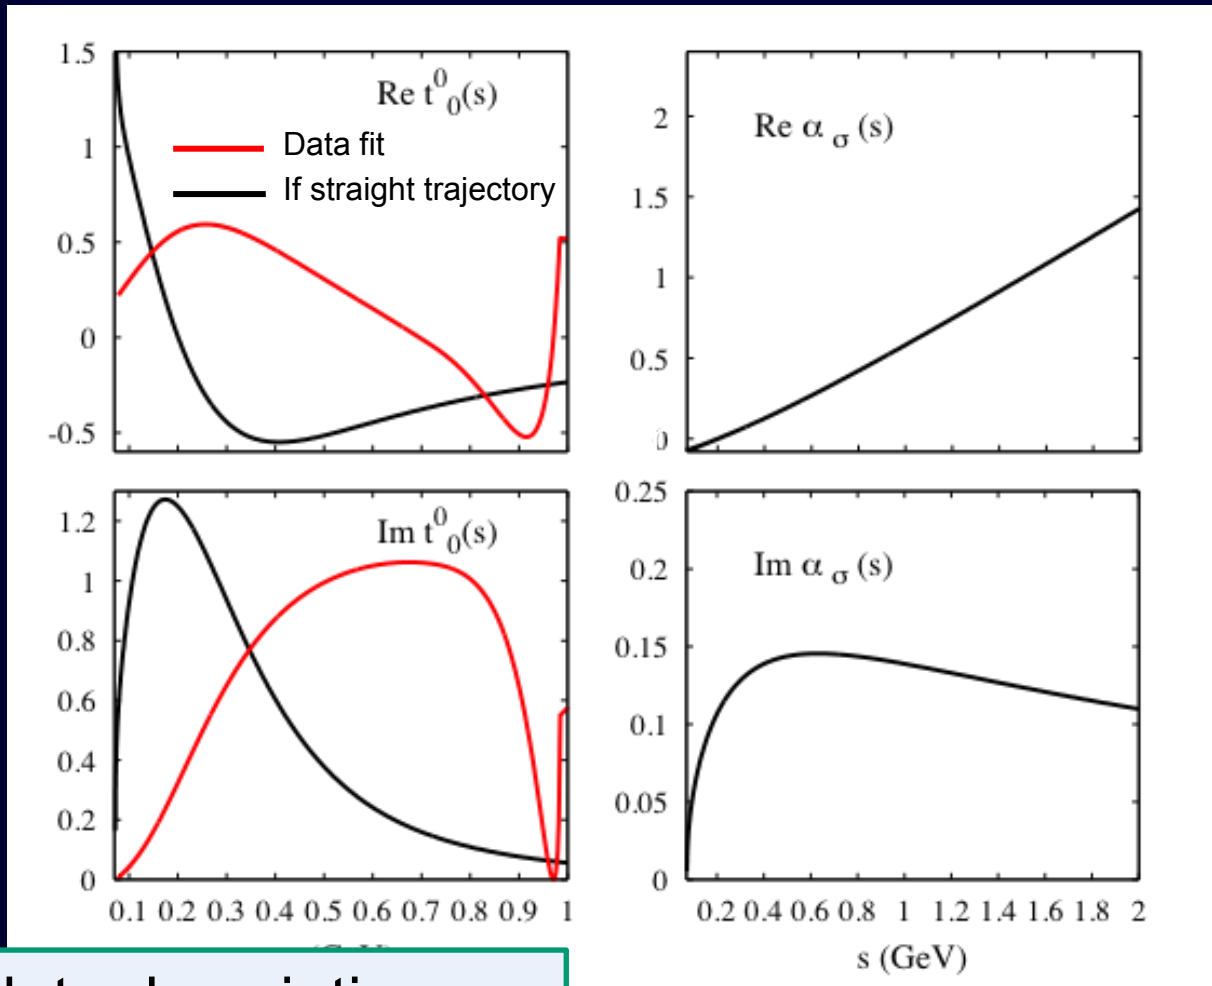 1.5
1
0.5
0
-0.5
Re t⁰₀(s)
Data fit
If straight trajectory
2
1.5
1
0.5
0
Re α σ (s)
1.2
1
0.8
0.6
0.4
0.2
0
Im t⁰₀(s)
0.1 0.2 0.3 0.4 0.5 0.6 0.7 0.8 0.9 1
0.25
0.2
0.15
0.1
0.05
0
Im α σ (s)
0.2 0.4 0.6 0.8 1 1.2 1.4 1.6 1.8 2
s (GeV)